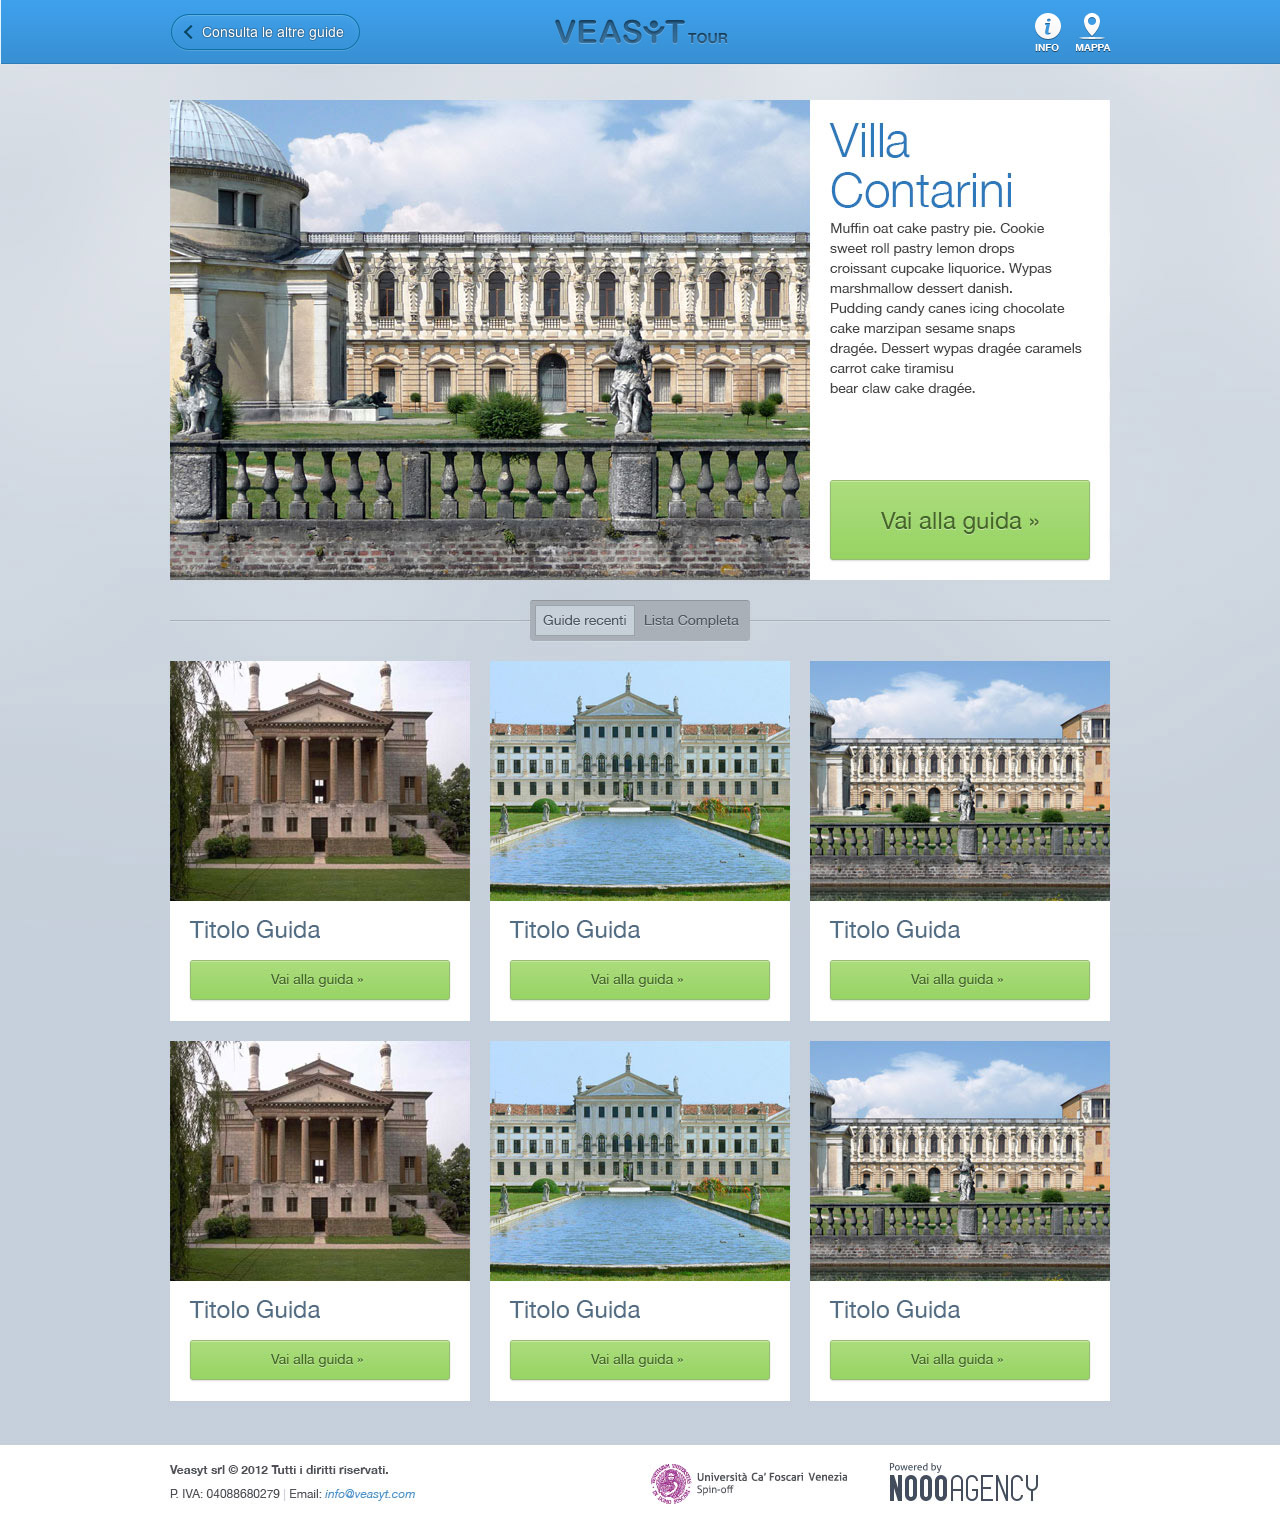 Consulta le altre guide
VEASYT TOUR
INFO
MAPPA
Villa
Contarini
Muffin oat cake pastry pie. Cookie
sweet roll pastry lemon drops
croissant cupcake liquorice. Wypas
marshmallow dessert danish.
Pudding candy canes icing chocolate
cake marzipan sesame snaps
dragée. Dessert wypas dragée caramels
carrot cake tiramisu
bear claw cake dragée.
Vai alla guida »
Guide recenti
Lista Completa
Titolo Guida
Titolo Guida
Titolo Guida
Vai alla guida »
Vai alla guida »
Vai alla guida »
Titolo Guida
Titolo Guida
Titolo Guida
Vai alla guida »
Vai alla guida »
Vai alla guida »
Veasyt srl © 2012 Tutti i diritti riservati.
P. IVA: 04088680279 | Email: info@veasyt.com
Università Ca' Foscari Venezia
Spin-off
Powered by
NOOOAGENCY